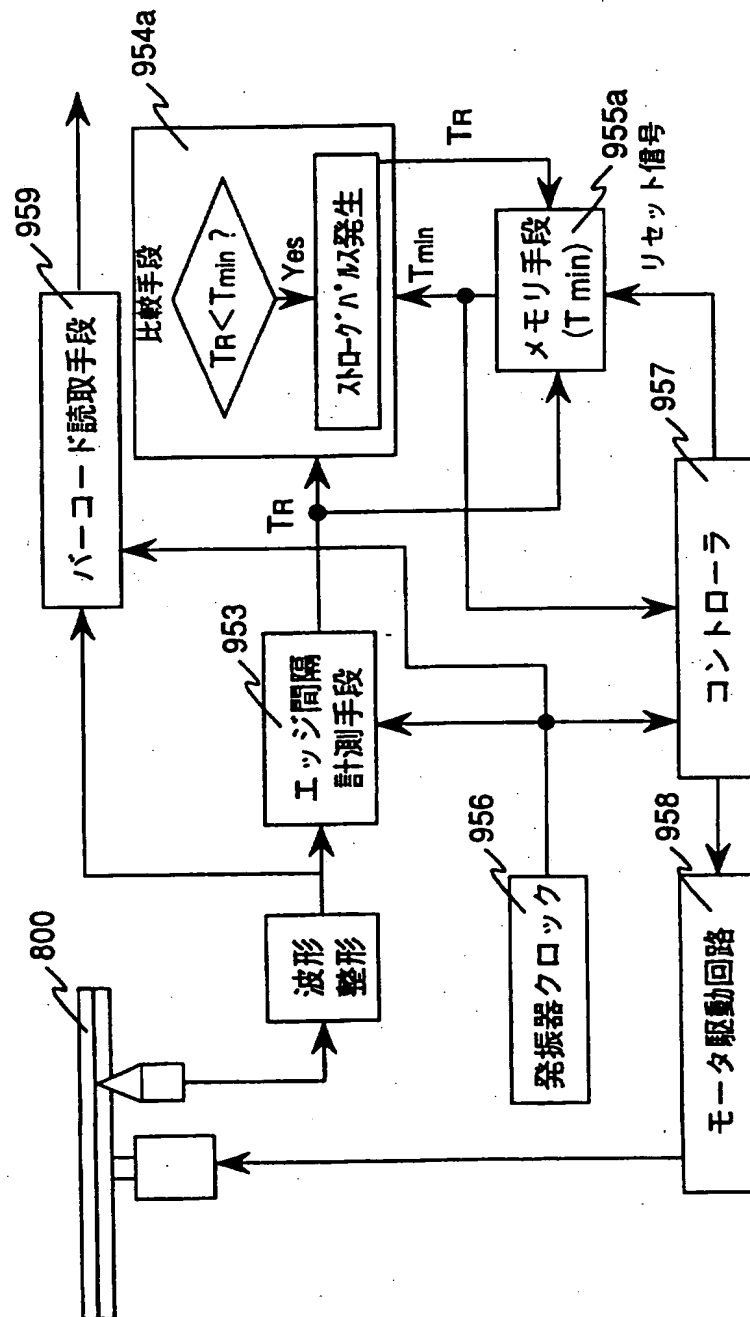 800
波形
整形
エッジ間隔
計測手段
953
バーコード読取手段
959
TR
比較手段
TR<Tmin ?
Yes
ストローグパルス発生
954a
TR
Tmin
メモリ手段
(Tmin)
955a
リセット信号
発振器クロック
956
コントローラ
957
モータ駆動回路
958